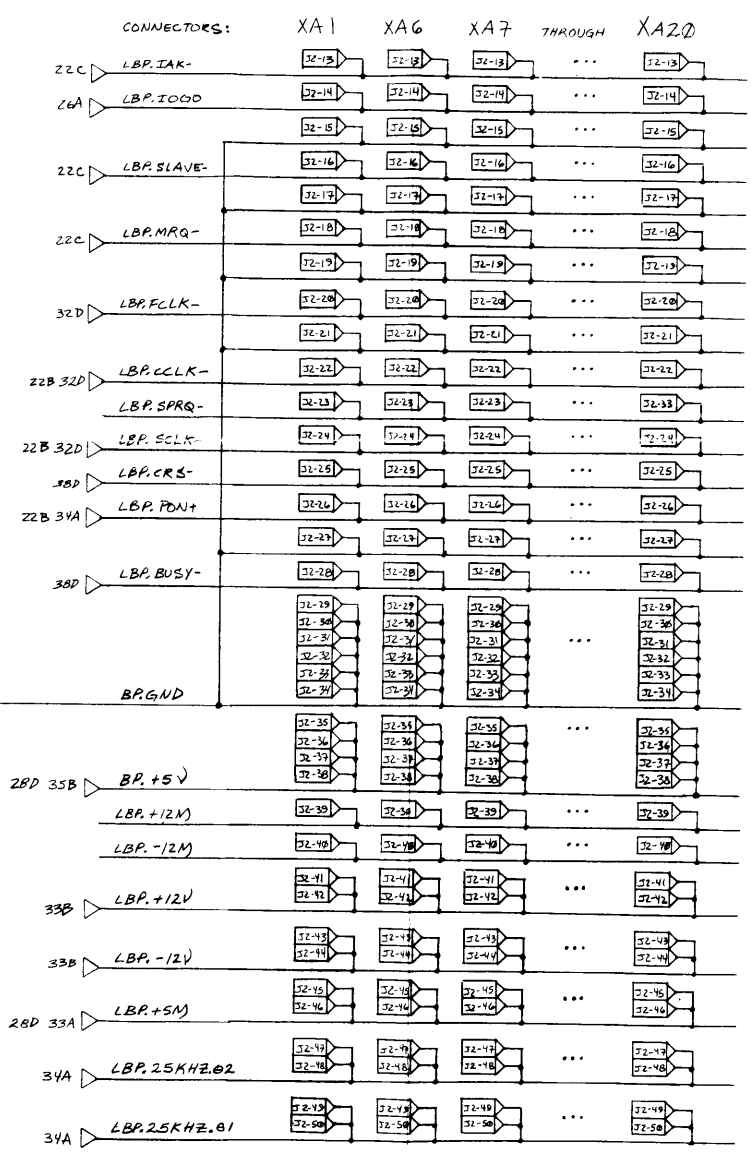 CONNECTORS: XA1 XA6 XA7 THROUGH XA20
22C LBP.IAK- J2-13 J2-13 J2-13 ... J2-13
26A LBP.IOGO J2-14 J2-14 J2-14 ... J2-14
J2-15 J2-15 J2-15 ... J2-15
22C LBP.SLAVE- J2-16 J2-16 J2-16 ... J2-16
J2-17 J2-17 J2-17 ... J2-17
22C LBP.MRQ- J2-18 J2-18 J2-18 ... J2-18
J2-19 J2-19 J2-19 ... J2-19
32D LBP.FCLK- J2-20 J2-20 J2-20 ... J2-20
J2-21 J2-21 J2-21 ... J2-21
22B 32D LBP.CCLK- J2-22 J2-22 J2-22 ... J2-22
LBP.SPRQ- J2-23 J2-23 J2-23 ... J2-33
22B 32D LBP.SCLK- J2-24 J2-24 J2-24 ... J2-24
38D LBP.CRS- J2-25 J2-25 J2-25 ... J2-25
22B 34A LBP.PON+ J2-26 J2-26 J2-26 ... J2-26
J2-27 J2-27 J2-27 ... J2-27
38D LBP.BUSY- J2-28 J2-28 J2-28 ... J2-28
J2-29 J2-29 J2-29 J2-29
J2-30 J2-30 J2-30 J2-30
J2-31 J2-31 J2-31 ... J2-31
J2-32 J2-32 J2-32 J2-32
J2-33 J2-33 J2-33 J2-33
BP.GND J2-34 J2-34 J2-34 J2-34
J2-35 J2-35 J2-35 ... J2-35
J2-36 J2-36 J2-36 J2-36
J2-37 J2-37 J2-37 J2-37
28D 35B BP.+5V J2-38 J2-38 J2-38 J2-38
LBP.+12M J2-39 J2-39 J2-39 ... J2-39
LBP.-12M J2-40 J2-40 J2-40 ... J2-40
J2-41 J2-41 J2-41 ... J2-41
33B LBP.+12V J2-42 J2-42 J2-42 J2-42
J2-43 J2-43 J2-43 ... J2-43
33B LBP.-12V J2-44 J2-44 J2-44 J2-44
J2-45 J2-45 J2-45 ... J2-45
28D 33A LBP.+5M J2-46 J2-46 J2-46 J2-46
J2-47 J2-47 J2-47 ... J2-47
34A LBP.25KHZ.02 J2-48 J2-48 J2-48 J2-48
J2-49 J2-49 J2-49 ... J2-49
34A LBP.25KHZ.01 J2-50 J2-50 J2-50 J2-50